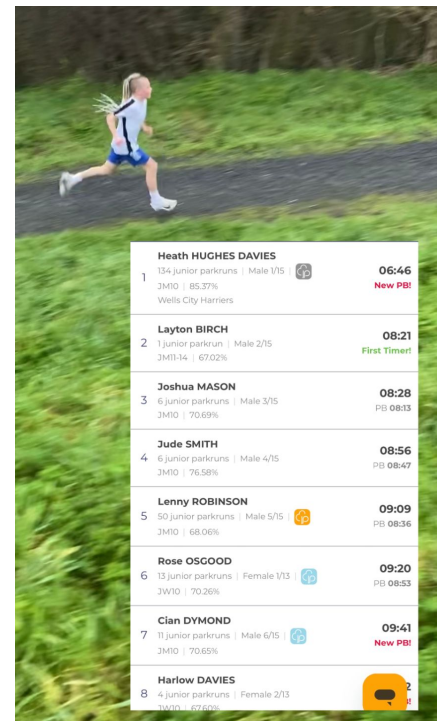 1
Heath HUGHES DAVIES
134 junior parkruns | Male 1/15 |
JM10 | 85.37%
Wells City Harriers
06:46
New PB!
2
Layton BIRCH
1 junior parkrun | Male 2/15
JM11-14 | 67.02%
08:21
First Timer!
3
Joshua MASON
6 junior parkruns | Male 3/15
JM10 | 70.69%
08:28
PB 08:13
4
Jude SMITH
6 junior parkruns | Male 4/15
JM10 | 76.58%
08:56
PB 08:47
5
Lenny ROBINSON
50 junior parkruns | Male 5/15 |
JM10 | 68.06%
09:09
PB 08:36
6
Rose OSGOOD
13 junior parkruns | Female 1/13 |
JW10 | 70.26%
09:20
PB 08:53
7
Cian DYMOND
11 junior parkruns | Male 6/15 |
JM10 | 70.65%
09:41
New PB!
8
Harlow DAVIES
4 junior parkruns | Female 2/13
JW10 | 67.60%